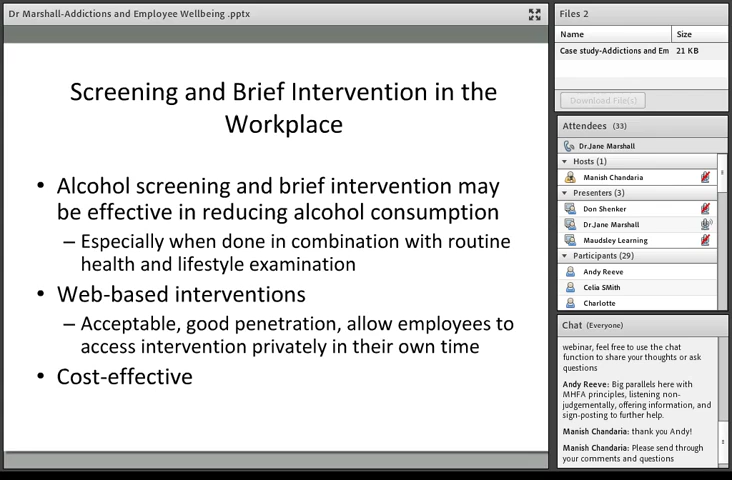 Dr Marshall-Addictions and Employee Wellbeing .pptx
Screening and Brief Intervention in the
Workplace
• Alcohol screening and brief intervention may
be effective in reducing alcohol consumption
– Especially when done in combination with routine
health and lifestyle examination
• Web-based interventions
– Acceptable, good penetration, allow employees to
access intervention privately in their own time
• Cost-effective
Files 2
Name Size
Case study-Addictions and Em 21 KB
Download File(s)
Attendees (33)
Dr.Jane Marshall
Hosts (1)
Manish Chandaria
Presenters (3)
Don Shenker
Dr.Jane Marshall
Maudsley Learning
Participants (29)
Andy Reeve
Celia SMith
Charlotte
Chat (Everyone)
webinar, feel free to use the chat
function to share your thoughts or ask
questions
Andy Reeve: Big parallels here with
MHFA principles, listening non-
judgementally, offering information, and
sign-posting to further help.
Manish Chandaria: thank you Andy!
Manish Chandaria: Please send through
your comments and questions